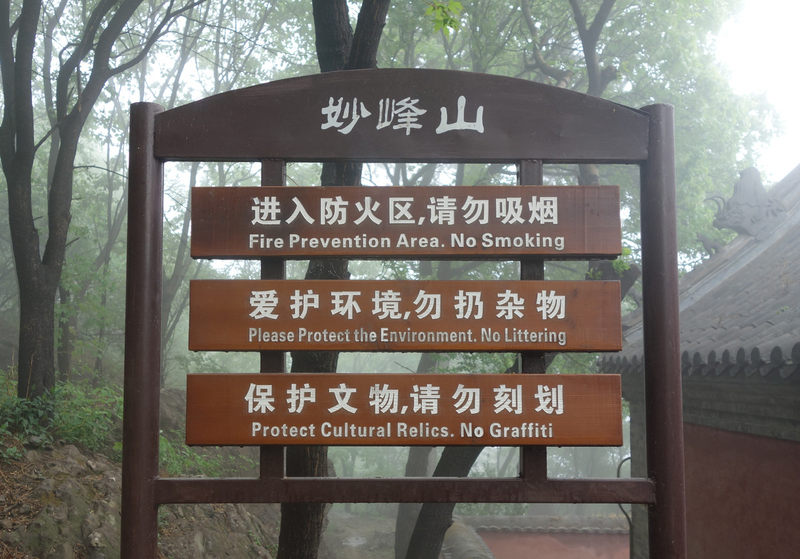 妙峰山
进入防火区,请勿吸烟
Fire Prevention Area. No Smoking
爱护环境,勿扔杂物
Please Protect the Environment. No Littering
保护文物,请勿刻划
Protect Cultural Relics. No Graffiti